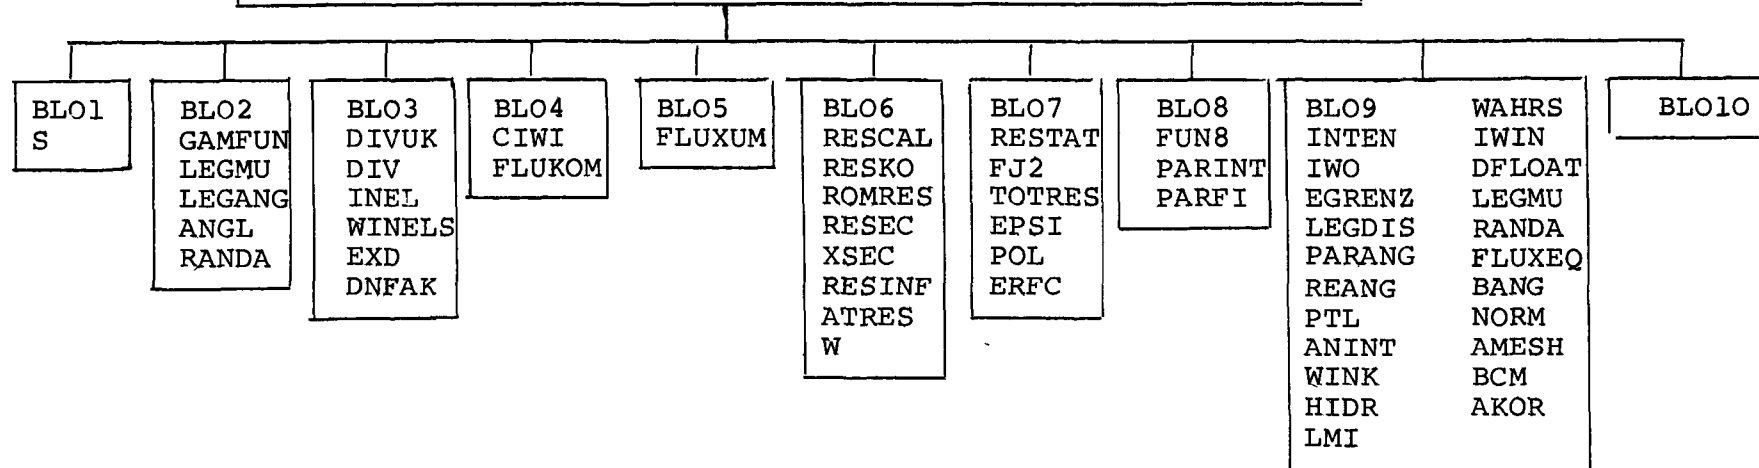 BLO1
S
BLO2
GAMFUN
LEGMU
LEGANG
ANGL
RANDA
BLO3
DIVUK
DIV
INEL
WINELS
EXD
DNFAK
BLO4
CIWI
FLUKOM
BLO5
FLUXUM
BLO6
RESCAL
RESKO
ROMRES
RESEC
XSEC
RESINF
ATRES
W
BLO7
RESTAT
FJ2
TOTRES
EPSI
POL
ERFC
BLO8
FUN8
PARINT
PARFI
BLO9
INTEN
IWO
EGRENZ
LEGDIS
PARANG
REANG
PTL
ANINT
WINK
HIDR
LMI
WAHRS
IWIN
DFLOAT
LEGMU
RANDA
FLUXEQ
BANG
NORM
AMESH
BCM
AKOR
BLO10